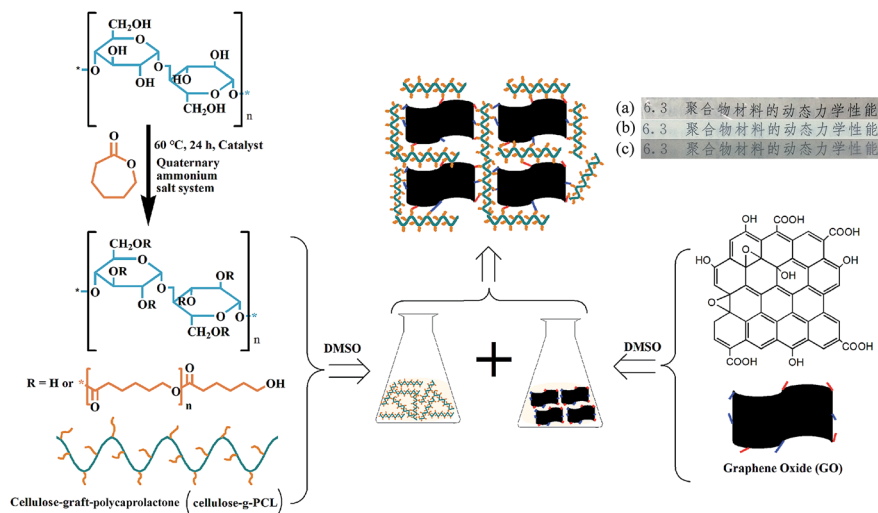 CH₂OH
OH
O
O
OH
HO
O
OH
CH₂OH
O
*
*
n
O
O
60 ℃, 24 h, Catalyst
Quaternary
ammonium
salt system
CH₂OR
OR
O
O
OR
RO
O
OR
CH₂OR
O
*
*
n
R = H or
*
O
O
n
O
OH
Cellulose-graft-polycaprolactone (cellulose-g-PCL)
DMSO
+
DMSO
(a) 6.3 聚合物材料的动态力学性能
(b) 6.3 聚合物材料的动态力学性能
(c) 6.3 聚合物材料的动态力学性能
OH
COOH
COOH
HO
O
OH
OH
O
COOH
COOH
OH
Graphene Oxide (GO)